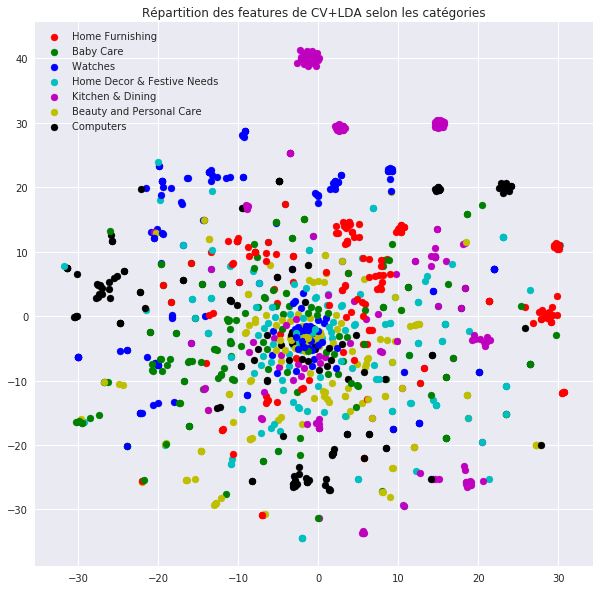 Répartition des features de CV+LDA selon les catégories
Home Furnishing
Baby Care
Watches
Home Decor & Festive Needs
Kitchen & Dining
Beauty and Personal Care
Computers
40
30
20
10
0
−10
−20
−30
−30 −20 −10 0 10 20 30